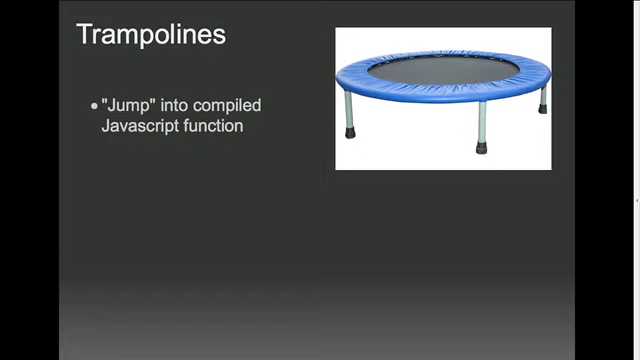 Trampolines
• "Jump" into compiled
Javascript function